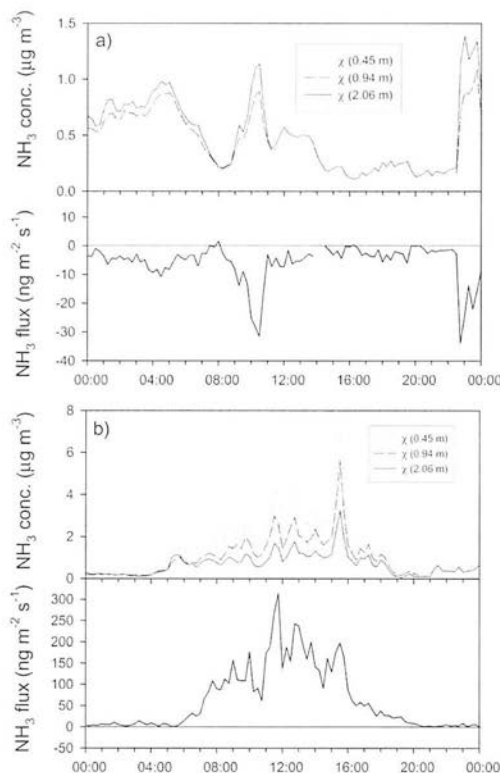 a)
NH₃ conc. (µg m⁻³)
1.5
1.0
0.5
0.0
χ (0.45 m)
χ (0.94 m)
χ (2.06 m)
NH₃ flux (ng m⁻² s⁻¹)
10
0
-10
-20
-30
-40
00:00 04:00 08:00 12:00 16:00 20:00 00:00
b)
NH₃ conc. (µg m⁻³)
8
6
4
2
0
χ (0.45 m)
χ (0.94 m)
χ (2.06 m)
NH₃ flux (ng m⁻² s⁻¹)
300
250
200
150
100
50
0
-50
00:00 04:00 08:00 12:00 16:00 20:00 00:00